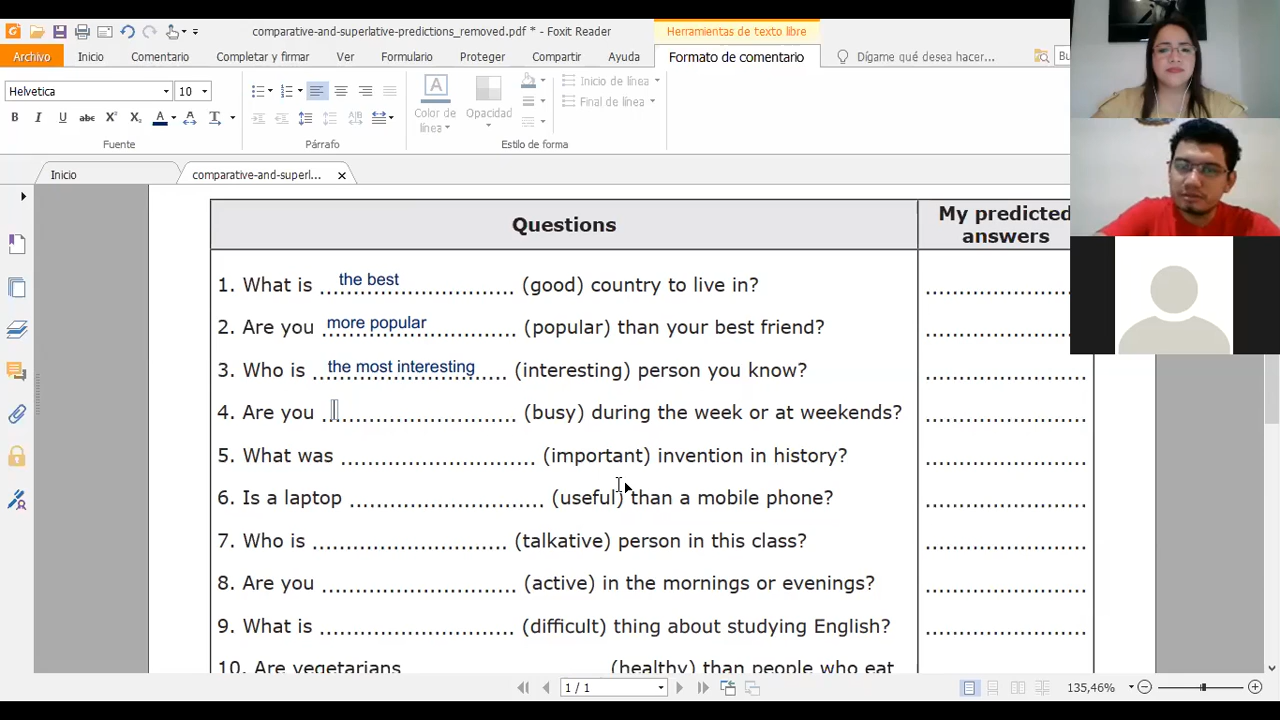 comparative-and-superlative-predictions_removed.pdf * - Foxit Reader
Herramientas de texto libre
Archivo Inicio Comentario Completar y firmar Ver Formulario Proteger Compartir Ayuda Formato de comentario Dígame qué desea hacer...
Helvetica 10
Color de línea
Opacidad
Inicio de línea
Final de línea
Fuente Párrafo Estilo de forma
Inicio comparative-and-superl...
Questions
My predicted answers
1. What is the best (good) country to live in?
2. Are you more popular (popular) than your best friend?
3. Who is the most interesting (interesting) person you know?
4. Are you ............................ (busy) during the week or at weekends?
5. What was ............................ (important) invention in history?
6. Is a laptop ............................ (useful) than a mobile phone?
7. Who is ............................ (talkative) person in this class?
8. Are you ............................ (active) in the mornings or evenings?
9. What is ............................ (difficult) thing about studying English?
10. Are vegetarians (healthy) than people who eat
1 / 1 135,46%